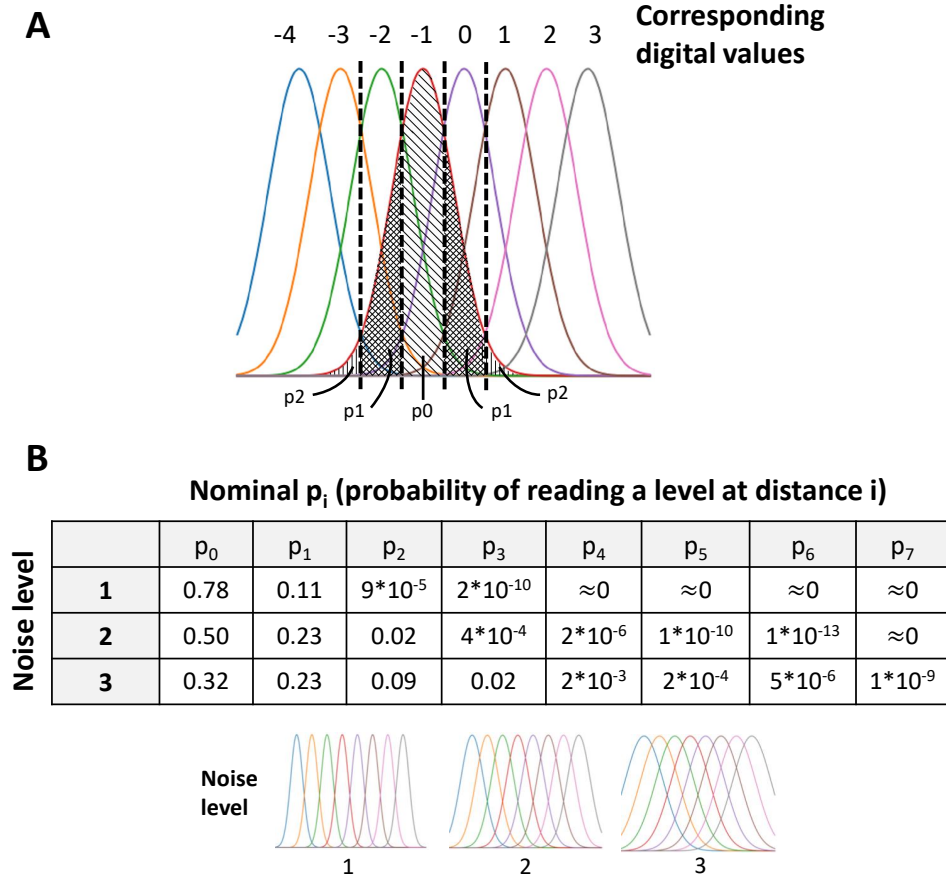 A
-4 -3 -2 -1 0 1 2 3
Corresponding
digital values
p2 p1 p0 p1 p2
B
Nominal pᵢ (probability of reading a level at distance i)
Noise level
p₀ p₁ p₂ p₃ p₄ p₅ p₆ p₇
1 0.78 0.11 9*10⁻⁵ 2*10⁻¹⁰ ≈0 ≈0 ≈0 ≈0
2 0.50 0.23 0.02 4*10⁻⁴ 2*10⁻⁶ 1*10⁻¹⁰ 1*10⁻¹³ ≈0
3 0.32 0.23 0.09 0.02 2*10⁻³ 2*10⁻⁴ 5*10⁻⁶ 1*10⁻⁹
Noise
level
1 2 3